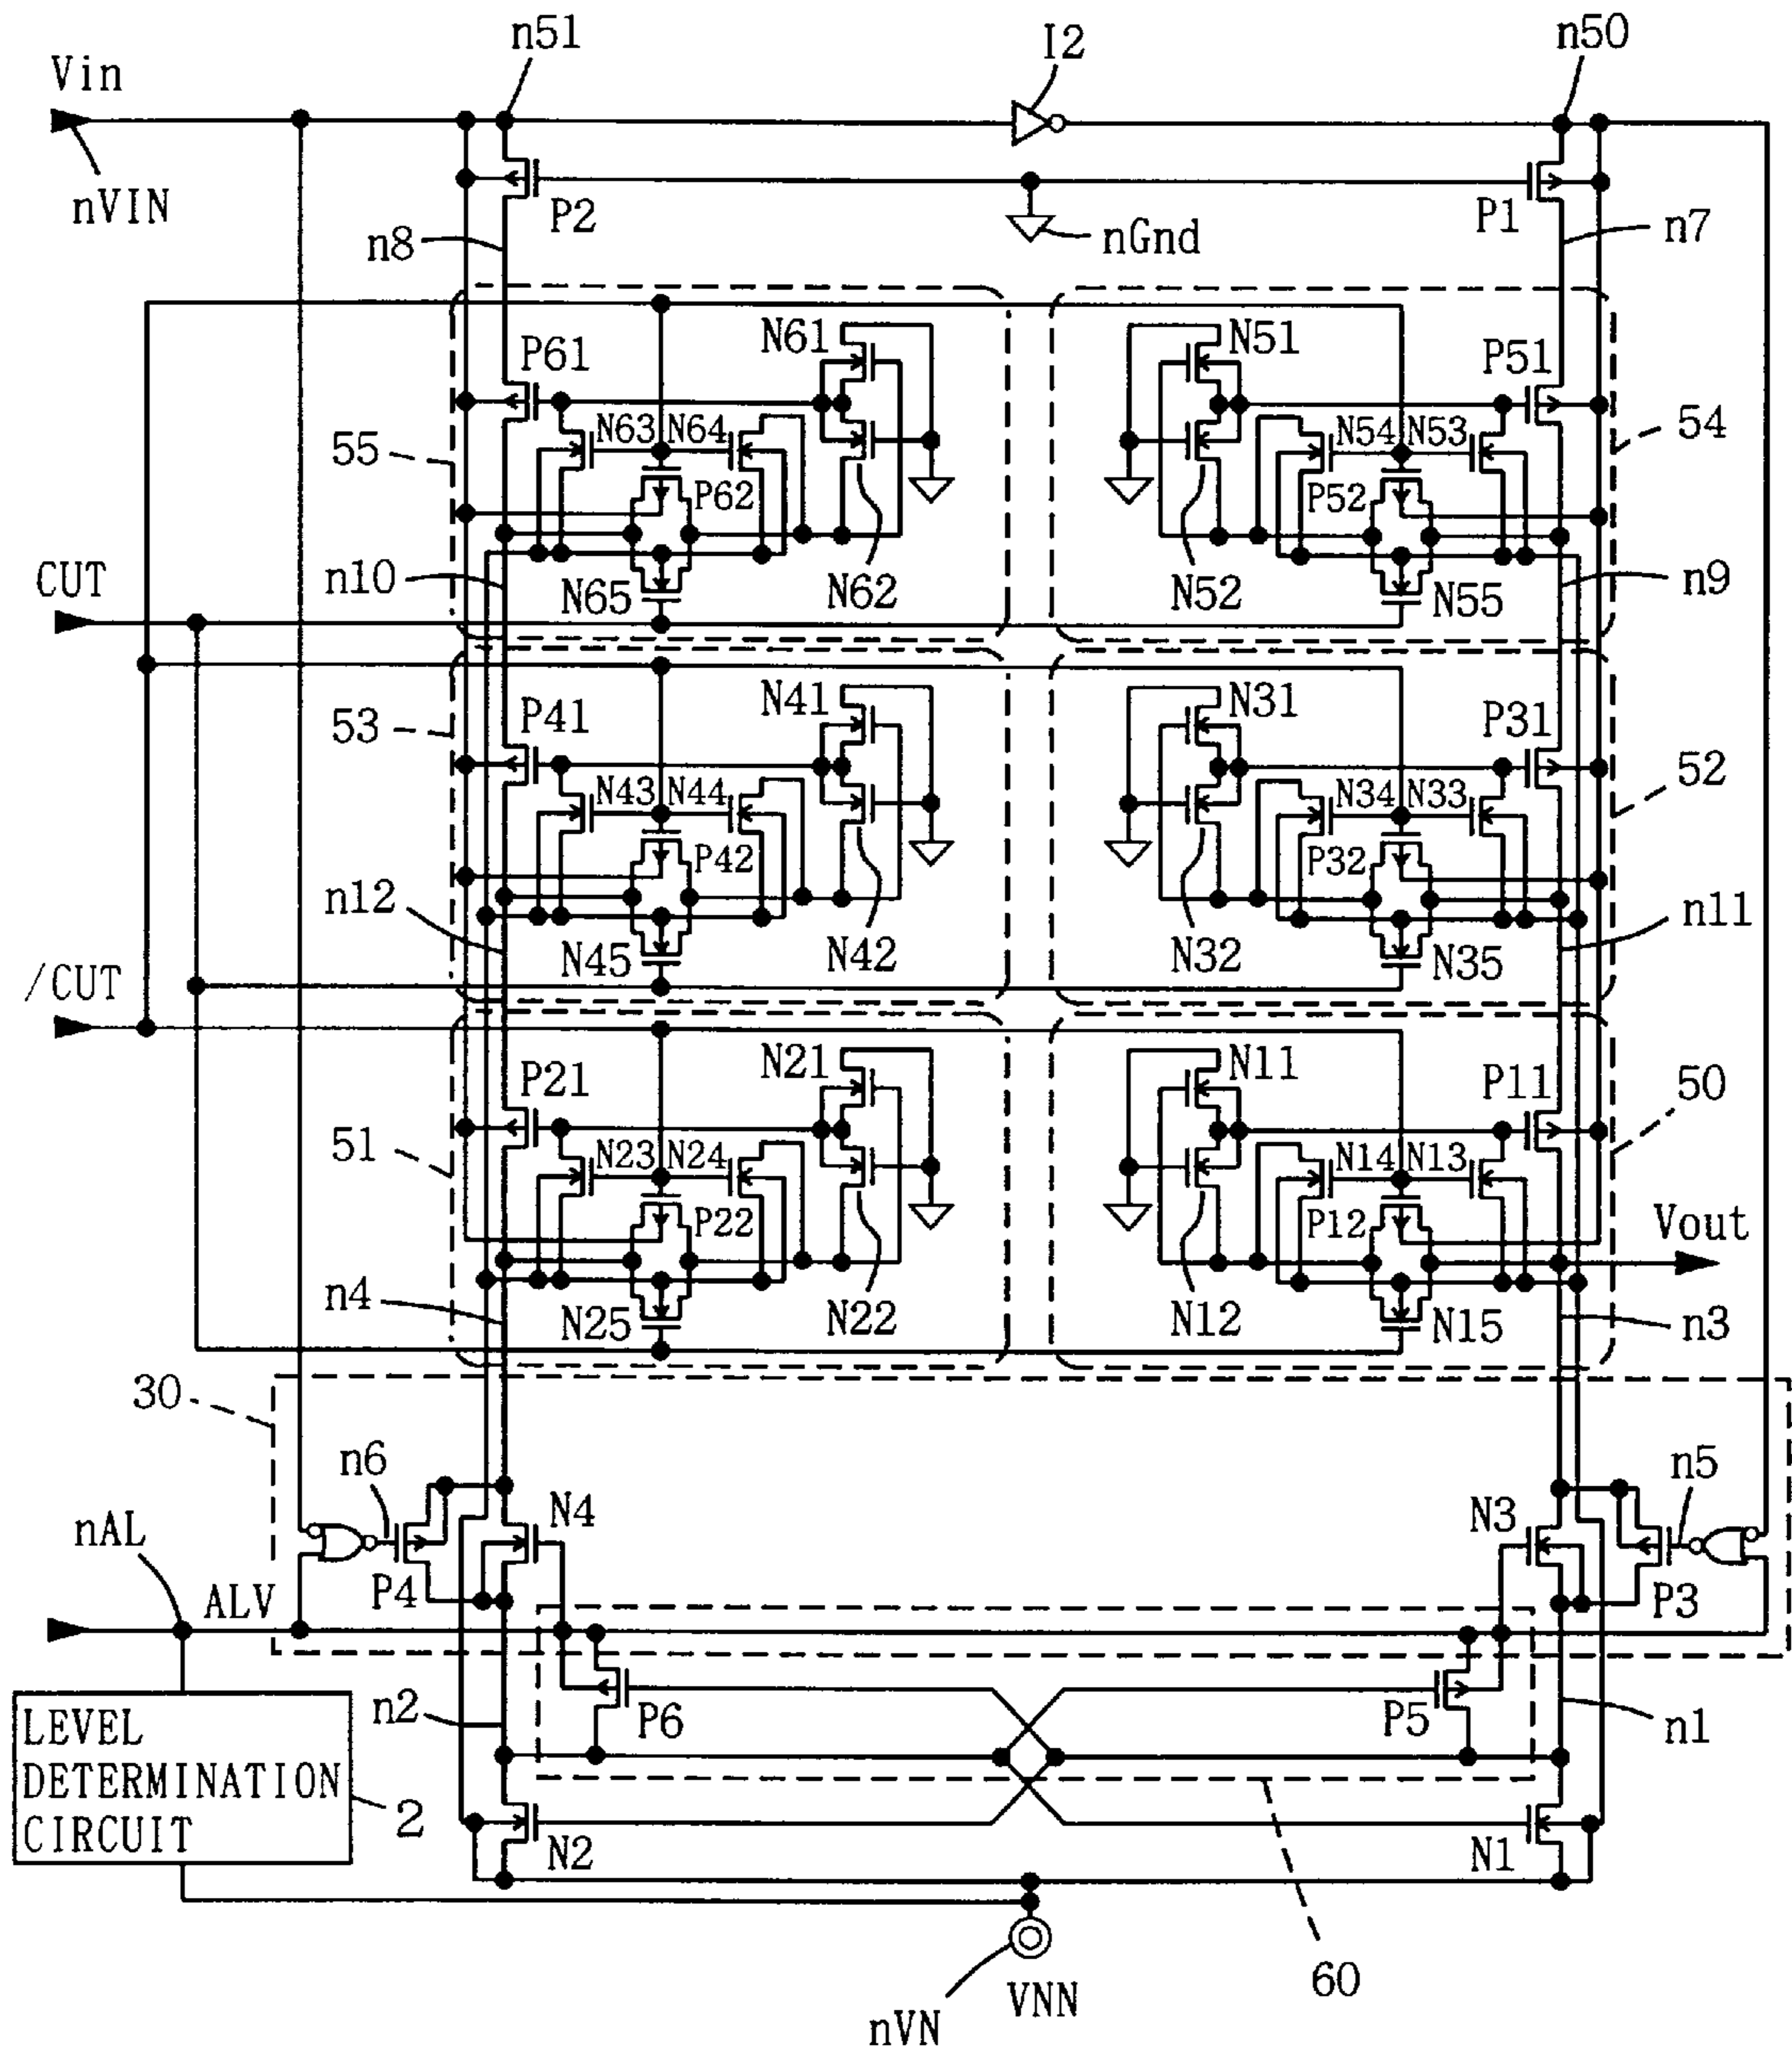 n51
I2
n50
Vin
nVIN
P2
nGnd
P1
n7
n8
P61
N61
N51
P51
55
N63
N64
N54
N53
54
P62
P52
n10
N65
N62
N52
N55
n9
CUT
53
P41
N41
N31
P31
52
N43
N44
N34
N33
P42
P32
n12
N45
N42
N32
N35
n11
/CUT
51
P21
N21
N11
P11
50
N23
N24
N14
N13
P22
P12
Vout
n4
N25
N22
N12
N15
n3
30
n6
n5
nAL
N4
N3
ALV
P4
P3
n2
P6
P5
n1
LEVEL
DETERMINATION
CIRCUIT
2
N2
N1
60
VNN
nVN